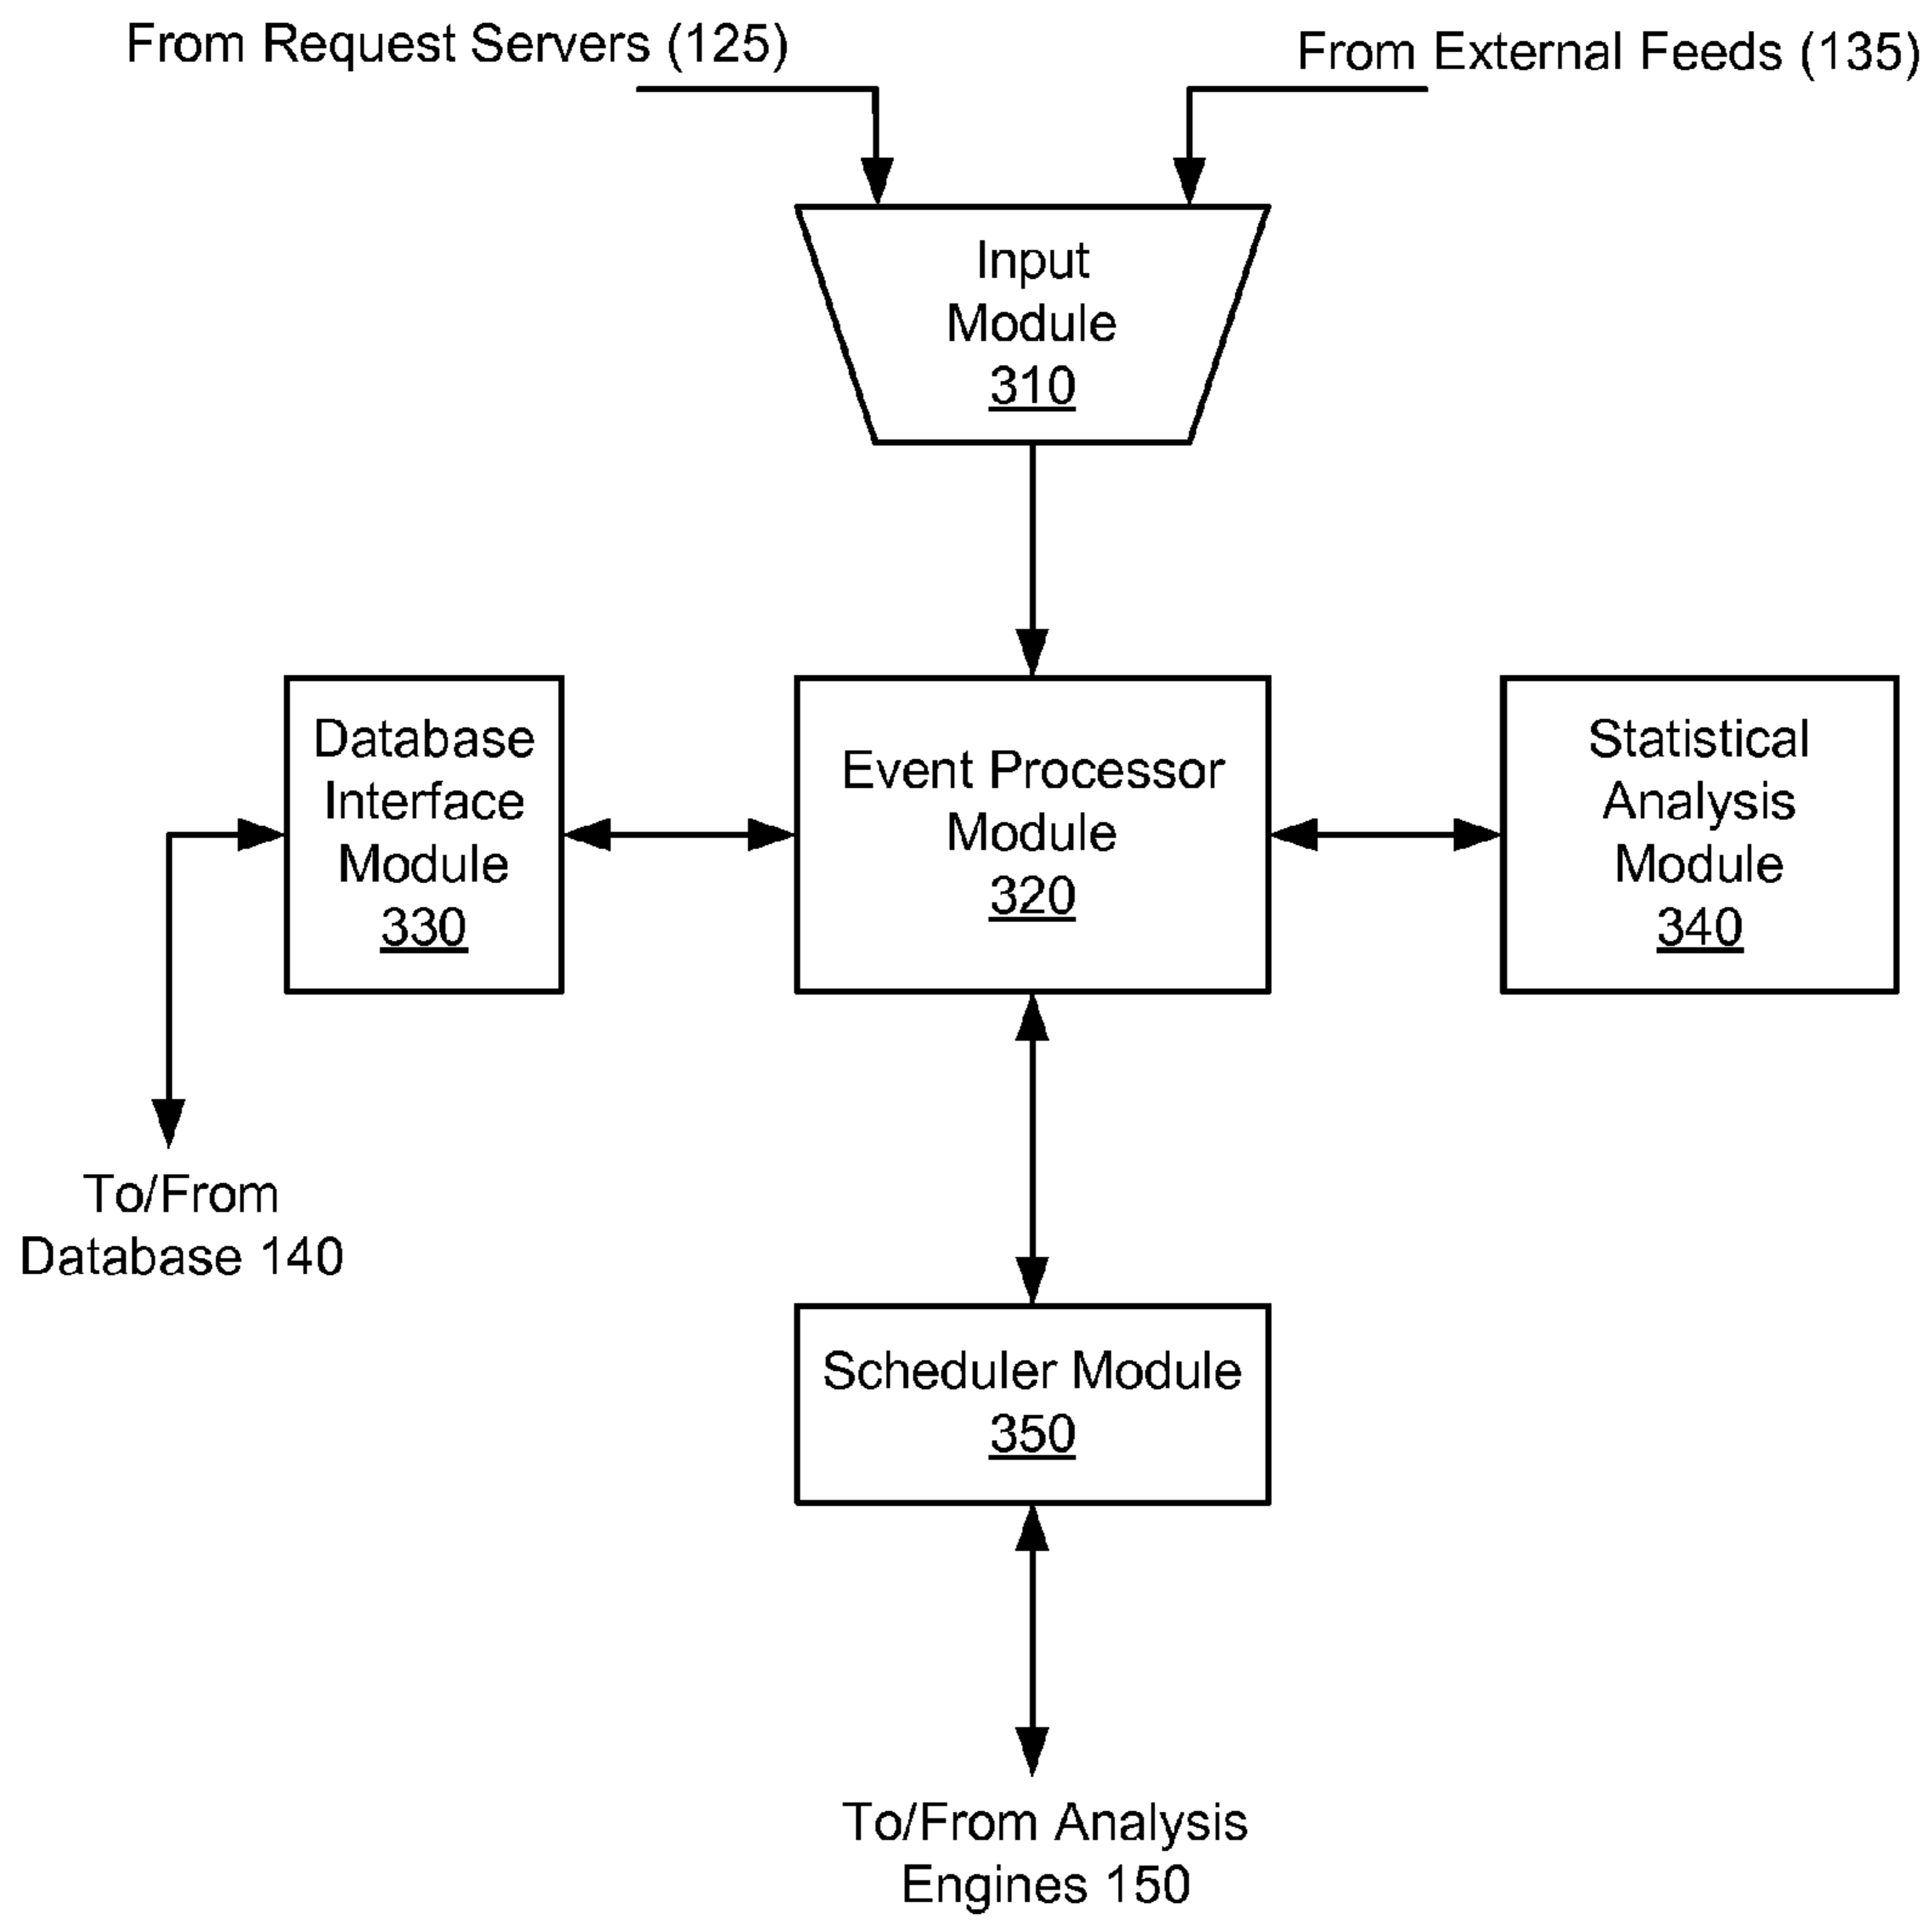 From Request Servers (125)
From External Feeds (135)
Input
Module
310
Database
Interface
Module
330
Event Processor
Module
320
Statistical
Analysis
Module
340
To/From
Database 140
Scheduler Module
350
To/From Analysis
Engines 150